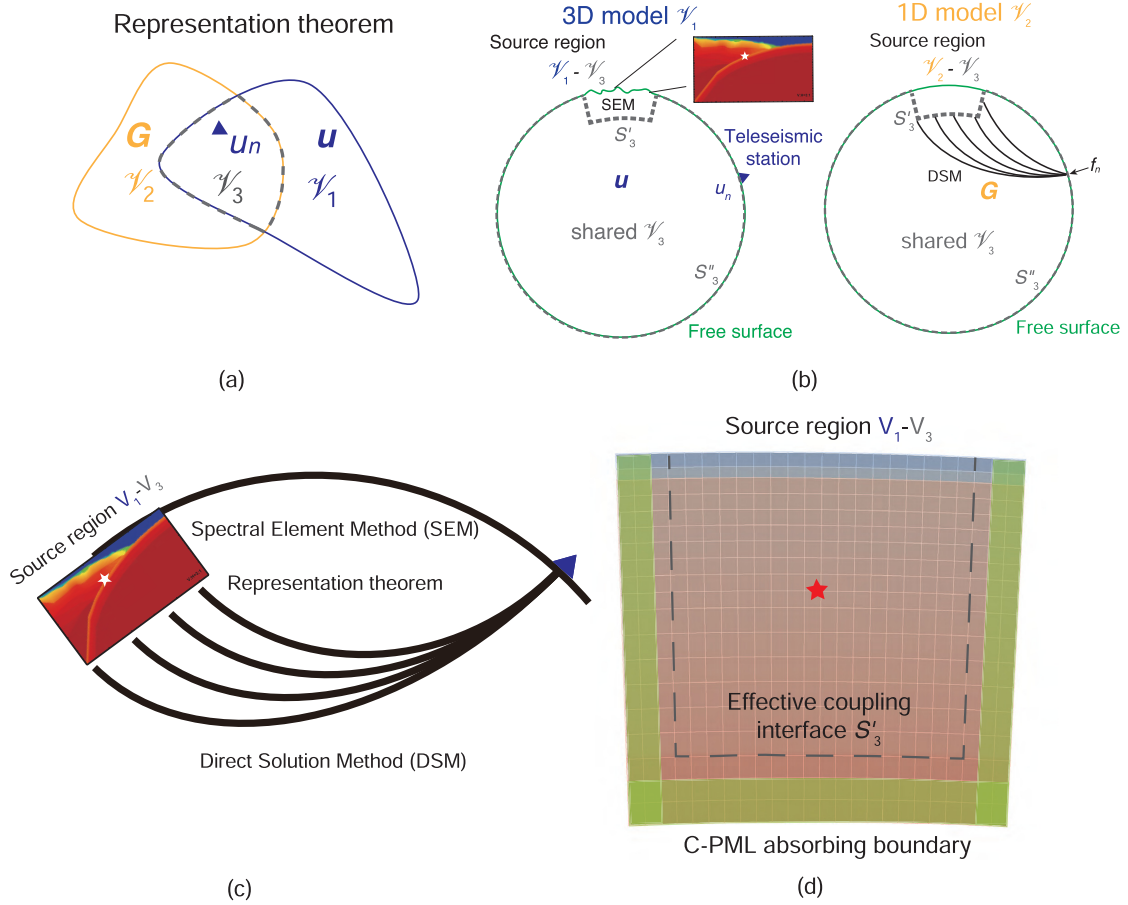 Representation theorem
G
u_n
u
𝒱₂
𝒱₃
𝒱₁
(a)
3D model 𝒱₁
Source region
𝒱₁ - 𝒱₃
SEM
S'₃
Teleseismic
station
u
u_n
shared 𝒱₃
S"₃
Free surface
1D model 𝒱₂
Source region
𝒱₂ - 𝒱₃
S'₃
DSM
f_n
G
shared 𝒱₃
S"₃
Free surface
(b)
Source region V₁-V₃
Spectral Element Method (SEM)
Representation theorem
Direct Solution Method (DSM)
(c)
Source region V₁-V₃
Effective coupling
interface S'₃
C-PML absorbing boundary
(d)